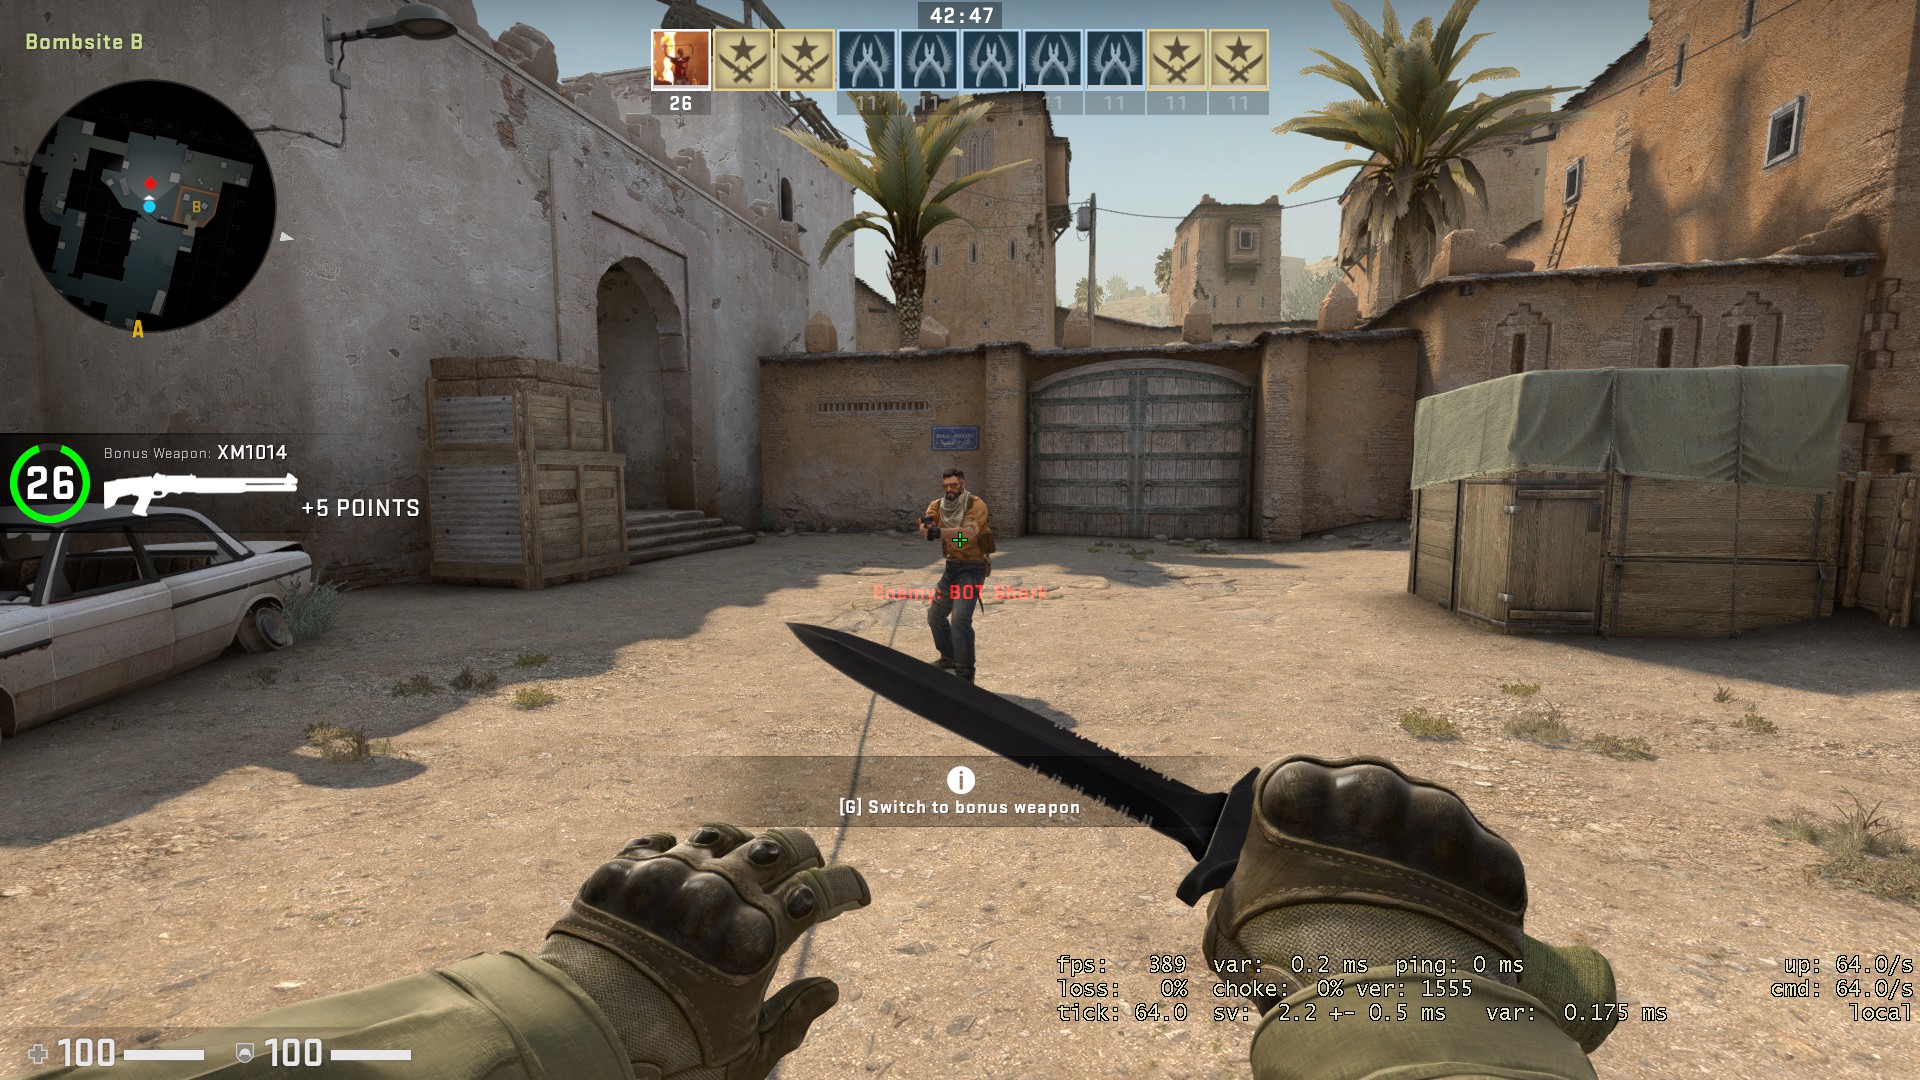 42:47
Bombsite B
26
11
11
11
11
11
11
B
A
26
Bonus Weapon: XM1014
+5 POINTS
Enemy: BOT Shark
[G] Switch to bonus weapon
fps: 389 var: 0.2 ms ping: 0 ms up: 64.0/s
loss: 0% choke: 0% ver: 1555 cmd: 64.0/s
tick: 64.0 sv: 2.2 +- 0.5 ms var: 0.175 ms local
100
100